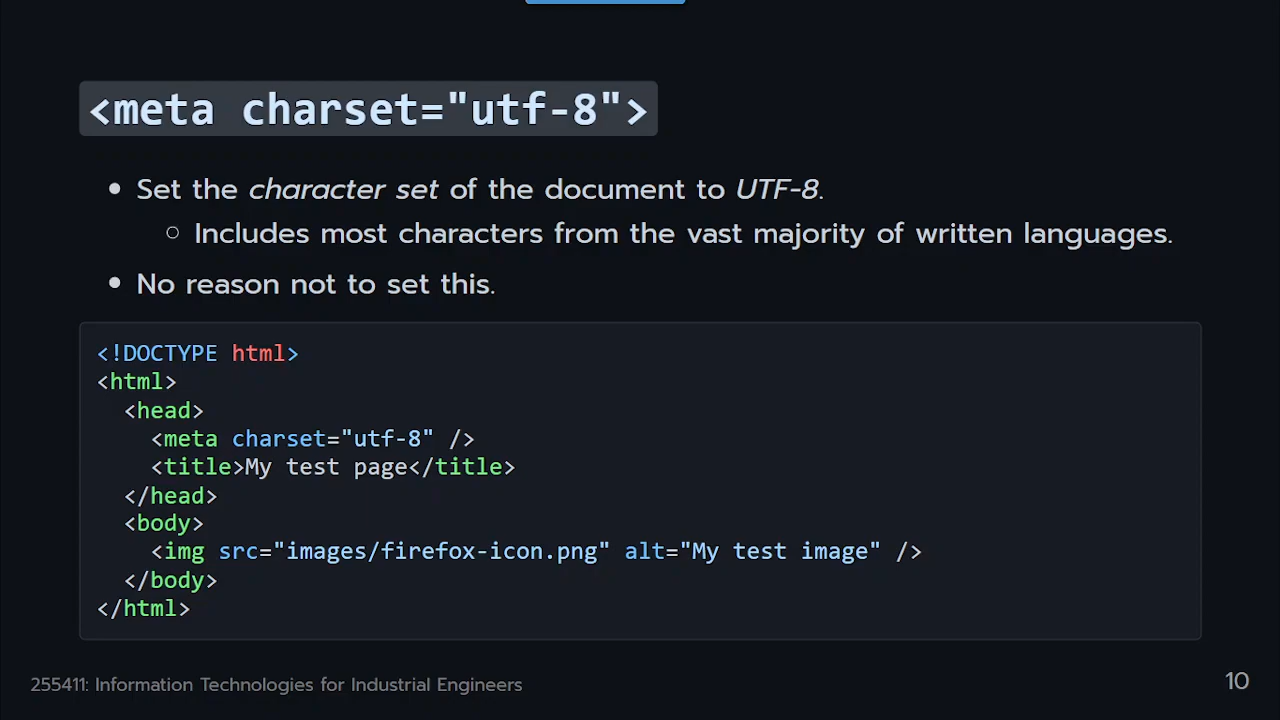 <meta charset="utf-8">
Set the character set of the document to UTF-8.
Includes most characters from the vast majority of written languages.
No reason not to set this.
<!DOCTYPE html>
<html>
  <head>
    <meta charset="utf-8" />
    <title>My test page</title>
  </head>
  <body>
    <img src="images/firefox-icon.png" alt="My test image" />
  </body>
</html>
255411: Information Technologies for Industrial Engineers
10